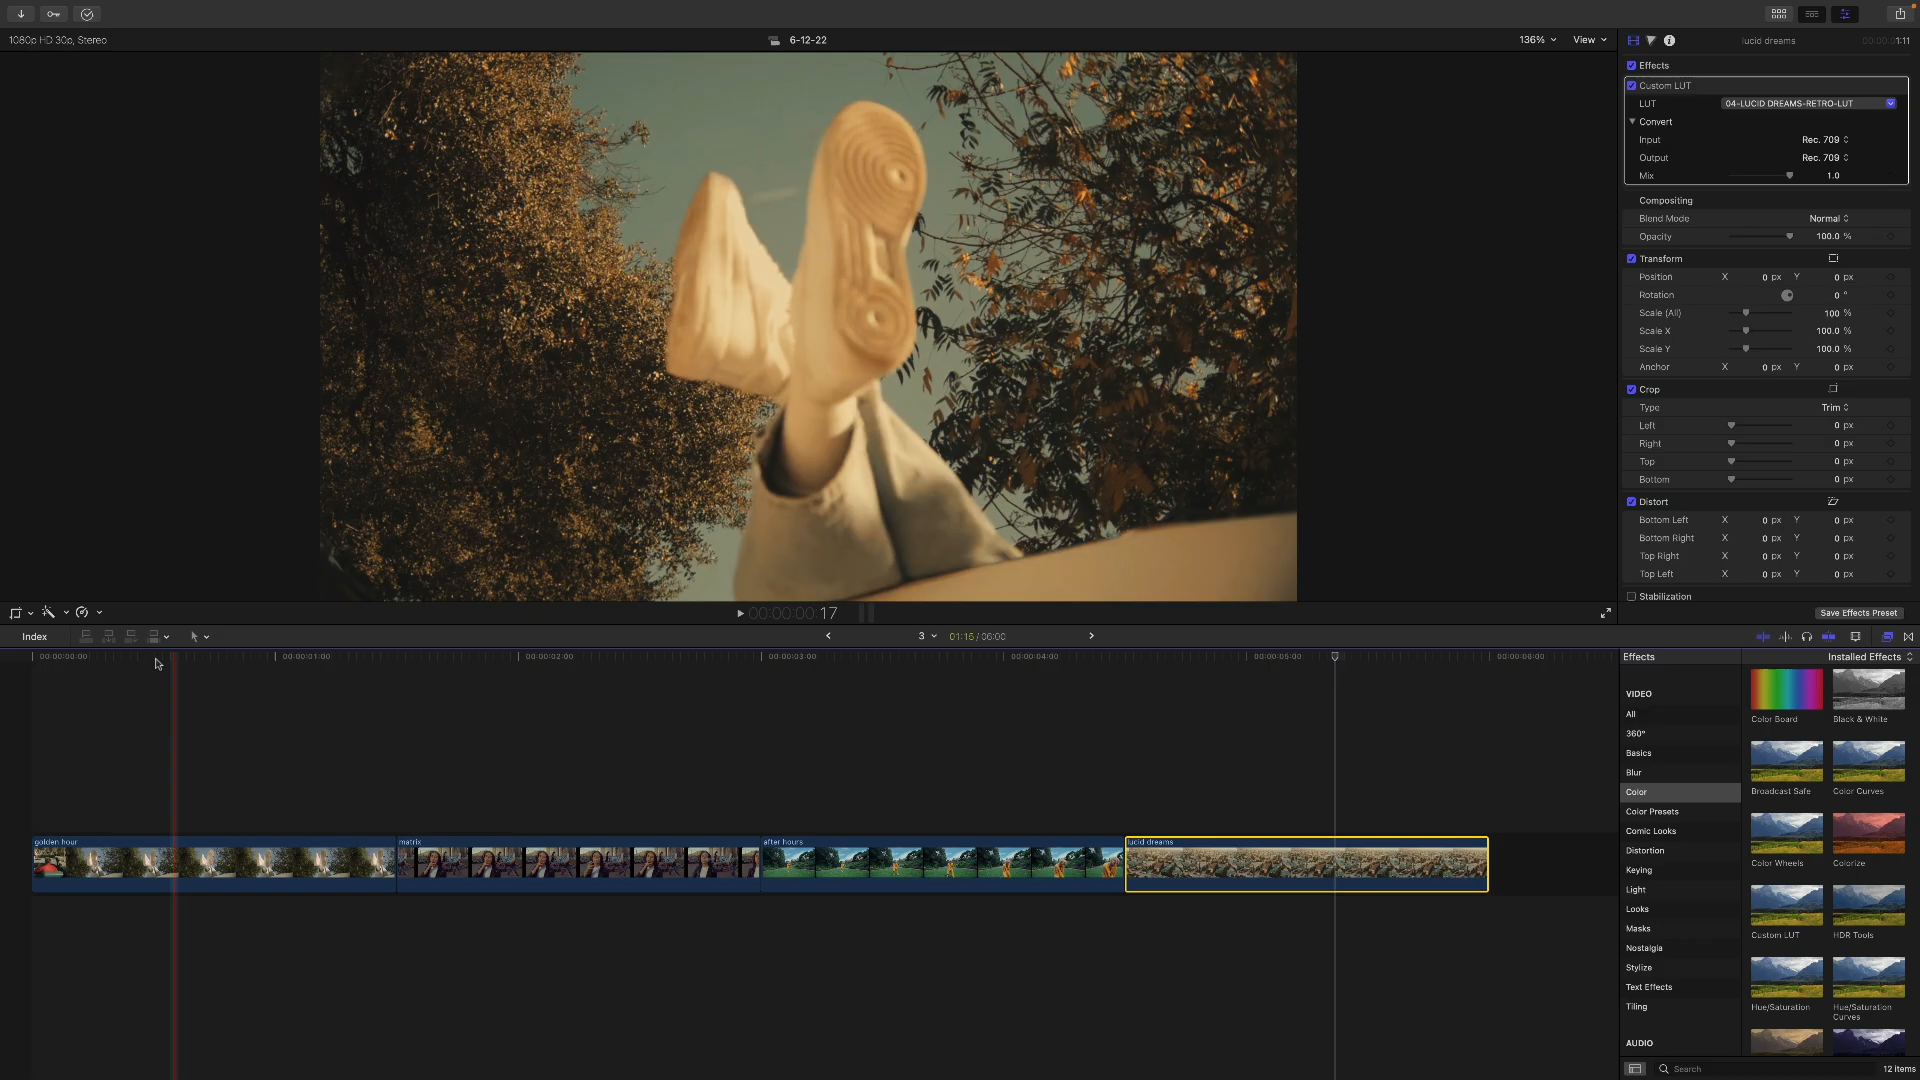 1080p HD 30p, Stereo
6-12-22
136%
View
lucid dreams
00:00:01:11
Effects
Custom LUT
LUT 04-LUCID DREAMS-RETRO-LUT
Convert
Input Rec. 709
Output Rec. 709
Mix 1.0
Compositing
Blend Mode Normal
Opacity 100.0 %
Transform
Position X 0 px Y 0 px
Rotation 0 °
Scale (All) 100 %
Scale X 100.0 %
Scale Y 100.0 %
Anchor X 0 px Y 0 px
Crop
Type Trim
Left 0 px
Right 0 px
Top 0 px
Bottom 0 px
Distort
Bottom Left X 0 px Y 0 px
Bottom Right X 0 px Y 0 px
Top Right X 0 px Y 0 px
Top Left X 0 px Y 0 px
Stabilization
Save Effects Preset
00:00:00:17
Index
3
01:15 / 06:00
00:00:00:00
00:00:01:00
00:00:02:00
00:00:03:00
00:00:04:00
00:00:05:00
00:00:06:00
golden hour
matrix
after hours
lucid dreams
Effects
Installed Effects
VIDEO
All
360°
Basics
Blur
Color
Color Presets
Comic Looks
Distortion
Keying
Light
Looks
Masks
Nostalgia
Stylize
Text Effects
Tiling
AUDIO
Color Board
Black & White
Broadcast Safe
Color Curves
Color Wheels
Colorize
Custom LUT
HDR Tools
Hue/Saturation
Hue/Saturation
Curves
Search
12 items